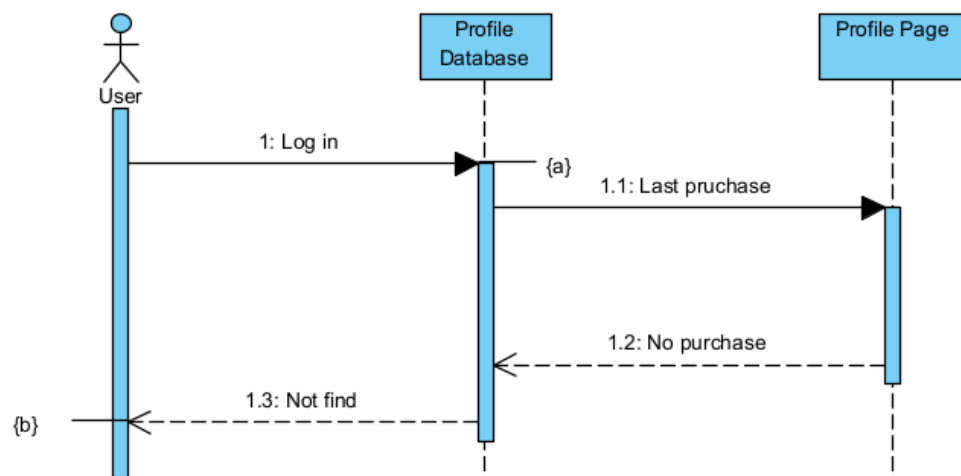 Profile
Database
Profile Page
User
1: Log in
{a}
1.1: Last pruchase
1.2: No purchase
1.3: Not find
{b}